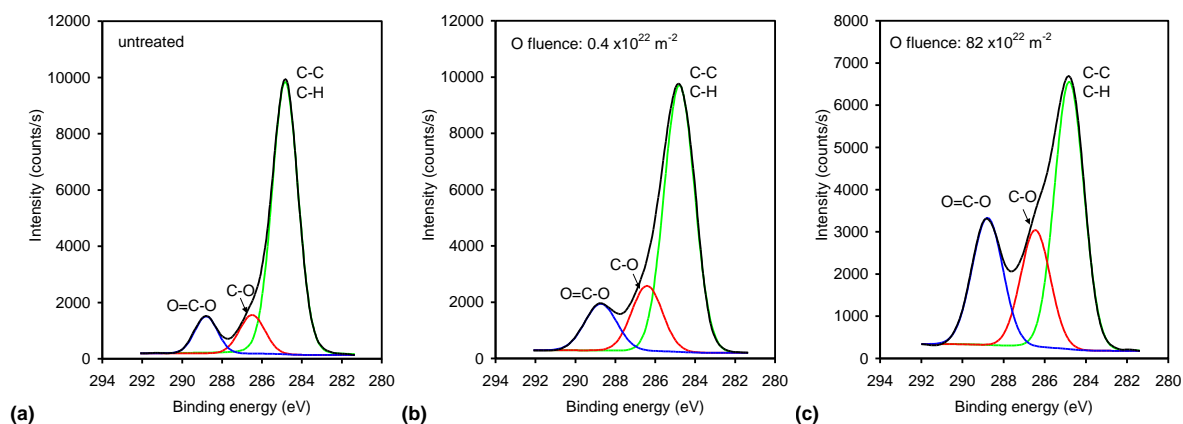 12000
10000
8000
6000
4000
2000
0
Intensity (counts/s)
untreated
C-C
C-H
C-O
O=C-O
294 292 290 288 286 284 282 280
Binding energy (eV)
(a)
12000
10000
8000
6000
4000
2000
0
Intensity (counts/s)
O fluence: 0.4 x10²² m⁻²
C-C
C-H
C-O
O=C-O
294 292 290 288 286 284 282 280
Binding energy (eV)
(b)
8000
7000
6000
5000
4000
3000
2000
1000
0
Intensity (counts/s)
O fluence: 82 x10²² m⁻²
C-C
C-H
C-O
O=C-O
294 292 290 288 286 284 282 280
Binding energy (eV)
(c)